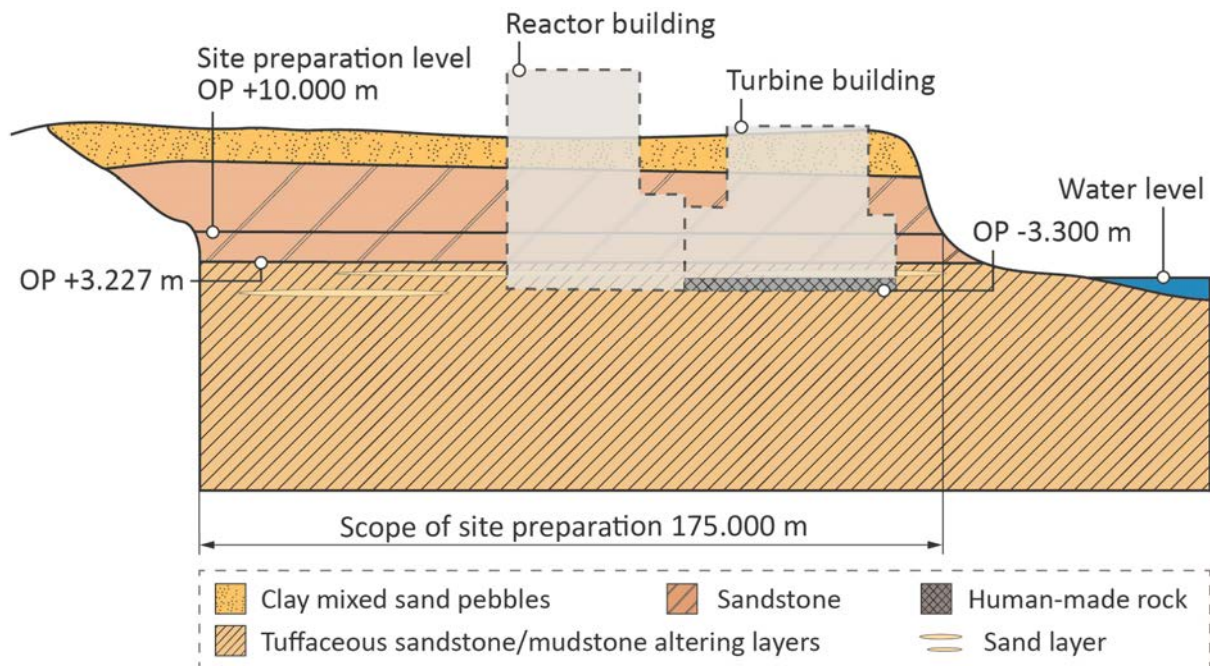 Reactor building
Site preparation level
OP +10.000 m
Turbine building
Water level
OP -3.300 m
OP +3.227 m
Scope of site preparation 175.000 m
Clay mixed sand pebbles
Sandstone
Human-made rock
Tuffaceous sandstone/mudstone altering layers
Sand layer